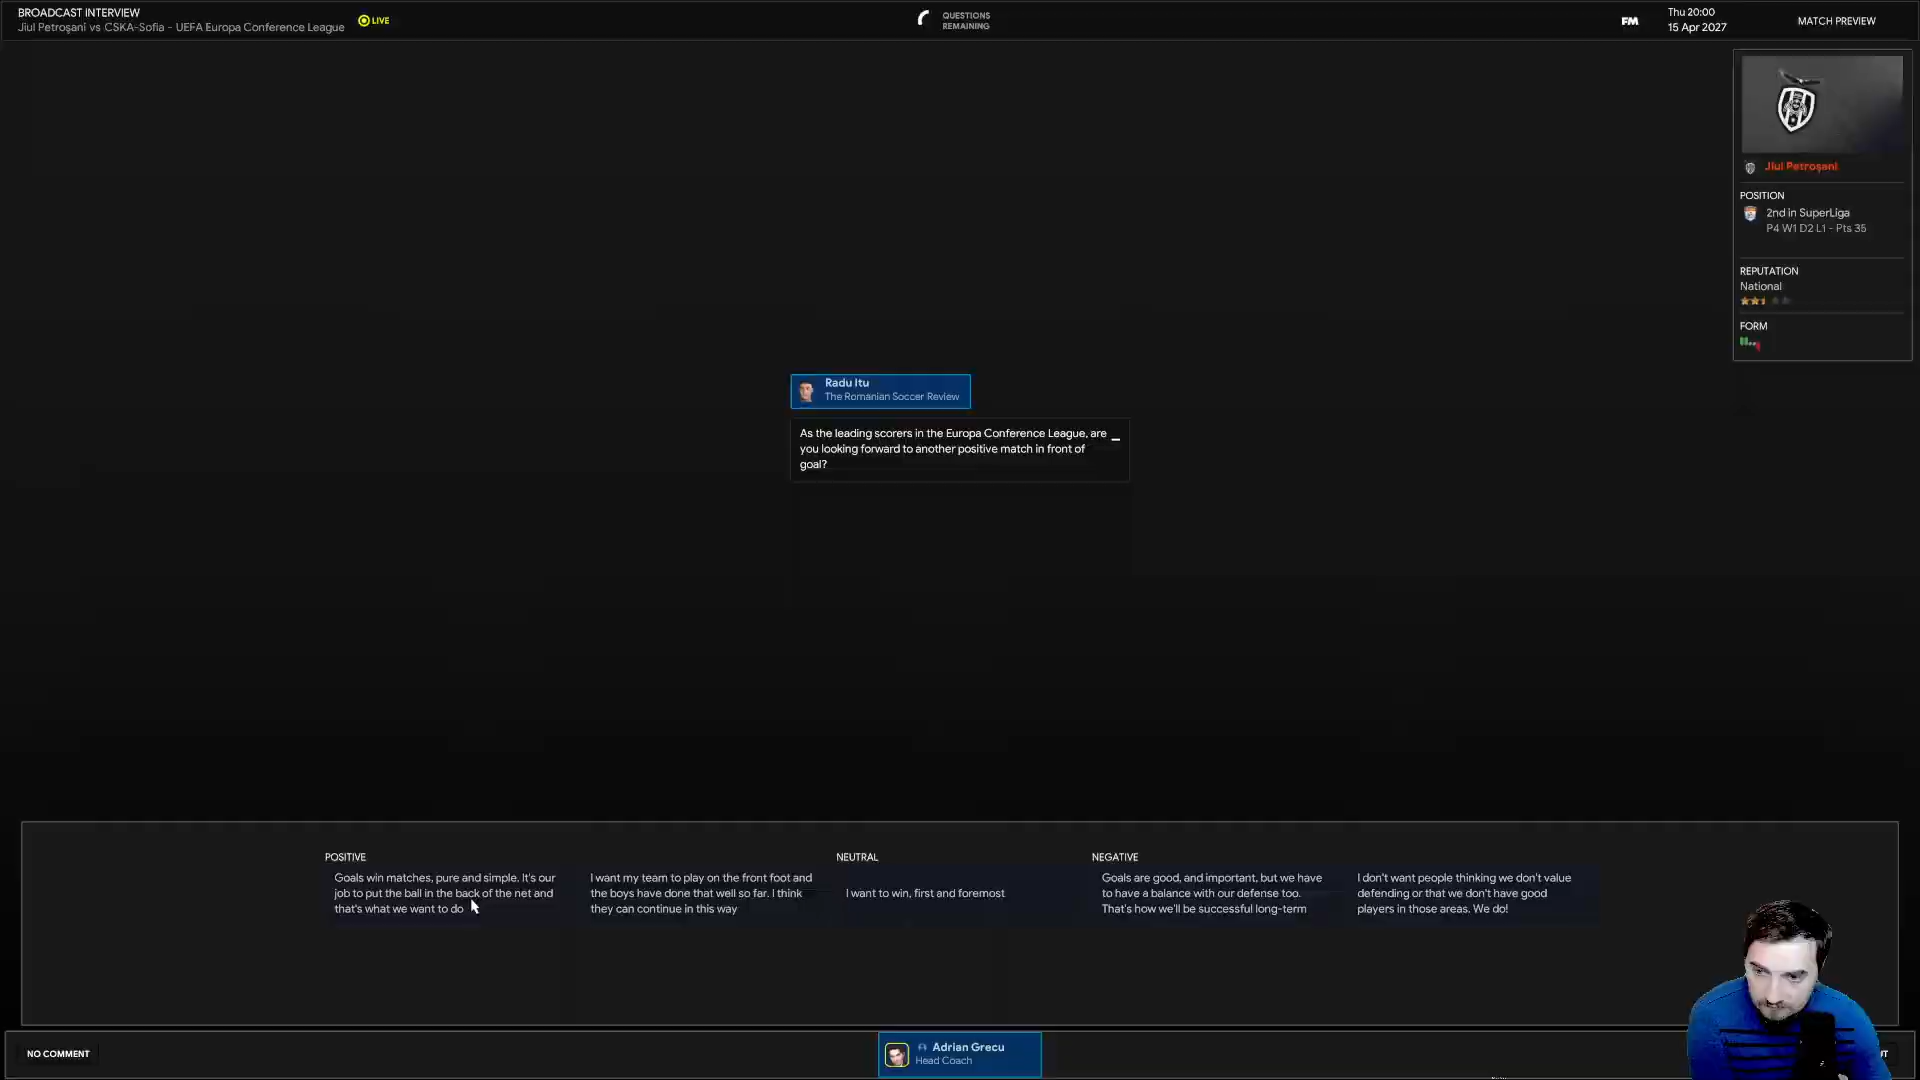 BROADCAST INTERVIEW
Jiul Petroşani vs CSKA-Sofia - UEFA Europa Conference League
LIVE
QUESTIONS
REMAINING
FM
Thu 20:00
15 Apr 2027
MATCH PREVIEW
Jiul Petroşani
POSITION
2nd in SuperLiga
P4 W1 D2 L1 - Pts 35
REPUTATION
National
FORM
Radu Itu
The Romanian Soccer Review
As the leading scorers in the Europa Conference League, are
you looking forward to another positive match in front of
goal?
POSITIVE
Goals win matches, pure and simple. It's our
job to put the ball in the back of the net and
that's what we want to do
I want my team to play on the front foot and
the boys have done that well so far. I think
they can continue in this way
NEUTRAL
I want to win, first and foremost
NEGATIVE
Goals are good, and important, but we have
to have a balance with our defense too.
That's how we'll be successful long-term
I don't want people thinking we don't value
defending or that we don't have good
players in those areas. We do!
NO COMMENT
Adrian Grecu
Head Coach